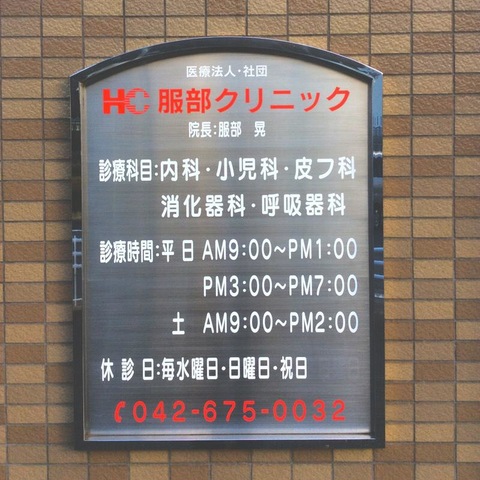 医療法人・社団
HC 服部クリニック
院長:服部 晃
診療科目:内科・小児科・皮フ科
消化器科・呼吸器科
診療時間:平日 AM9:00~PM1:00
PM3:00~PM7:00
土 AM9:00~PM2:00
休診日:毎水曜日・日曜日・祝日
042-675-0032